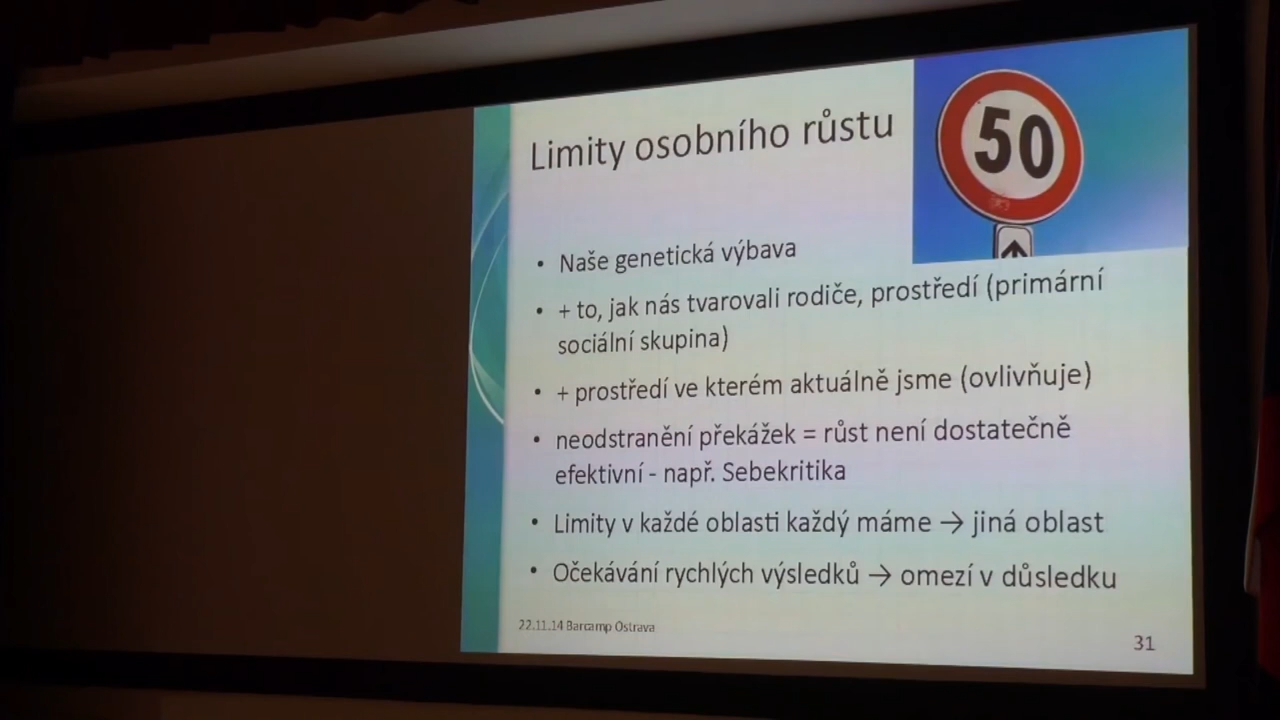 Limity osobního růstu
50
• Naše genetická výbava
• + to, jak nás tvarovali rodiče, prostředí (primární
sociální skupina)
• + prostředí ve kterém aktuálně jsme (ovlivňuje)
• neodstranění překážek = růst není dostatečně
efektivní - např. Sebekritika
• Limity v každé oblasti každý máme → jiná oblast
• Očekávání rychlých výsledků → omezí v důsledku
22.11.14 Barcamp Ostrava
31